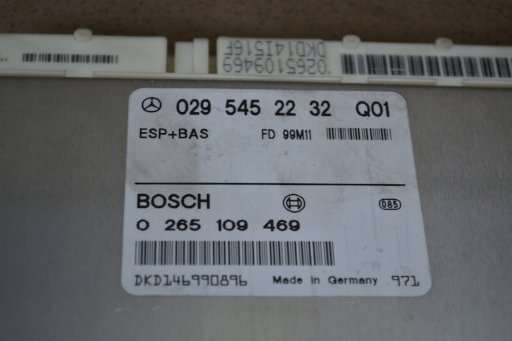 0265109469
DKD14I516F
029 545 22 32 Q01
ESP+BAS FD 99M11
BOSCH 085
0 265 109 469
DKD146990896 Made in Germany 971